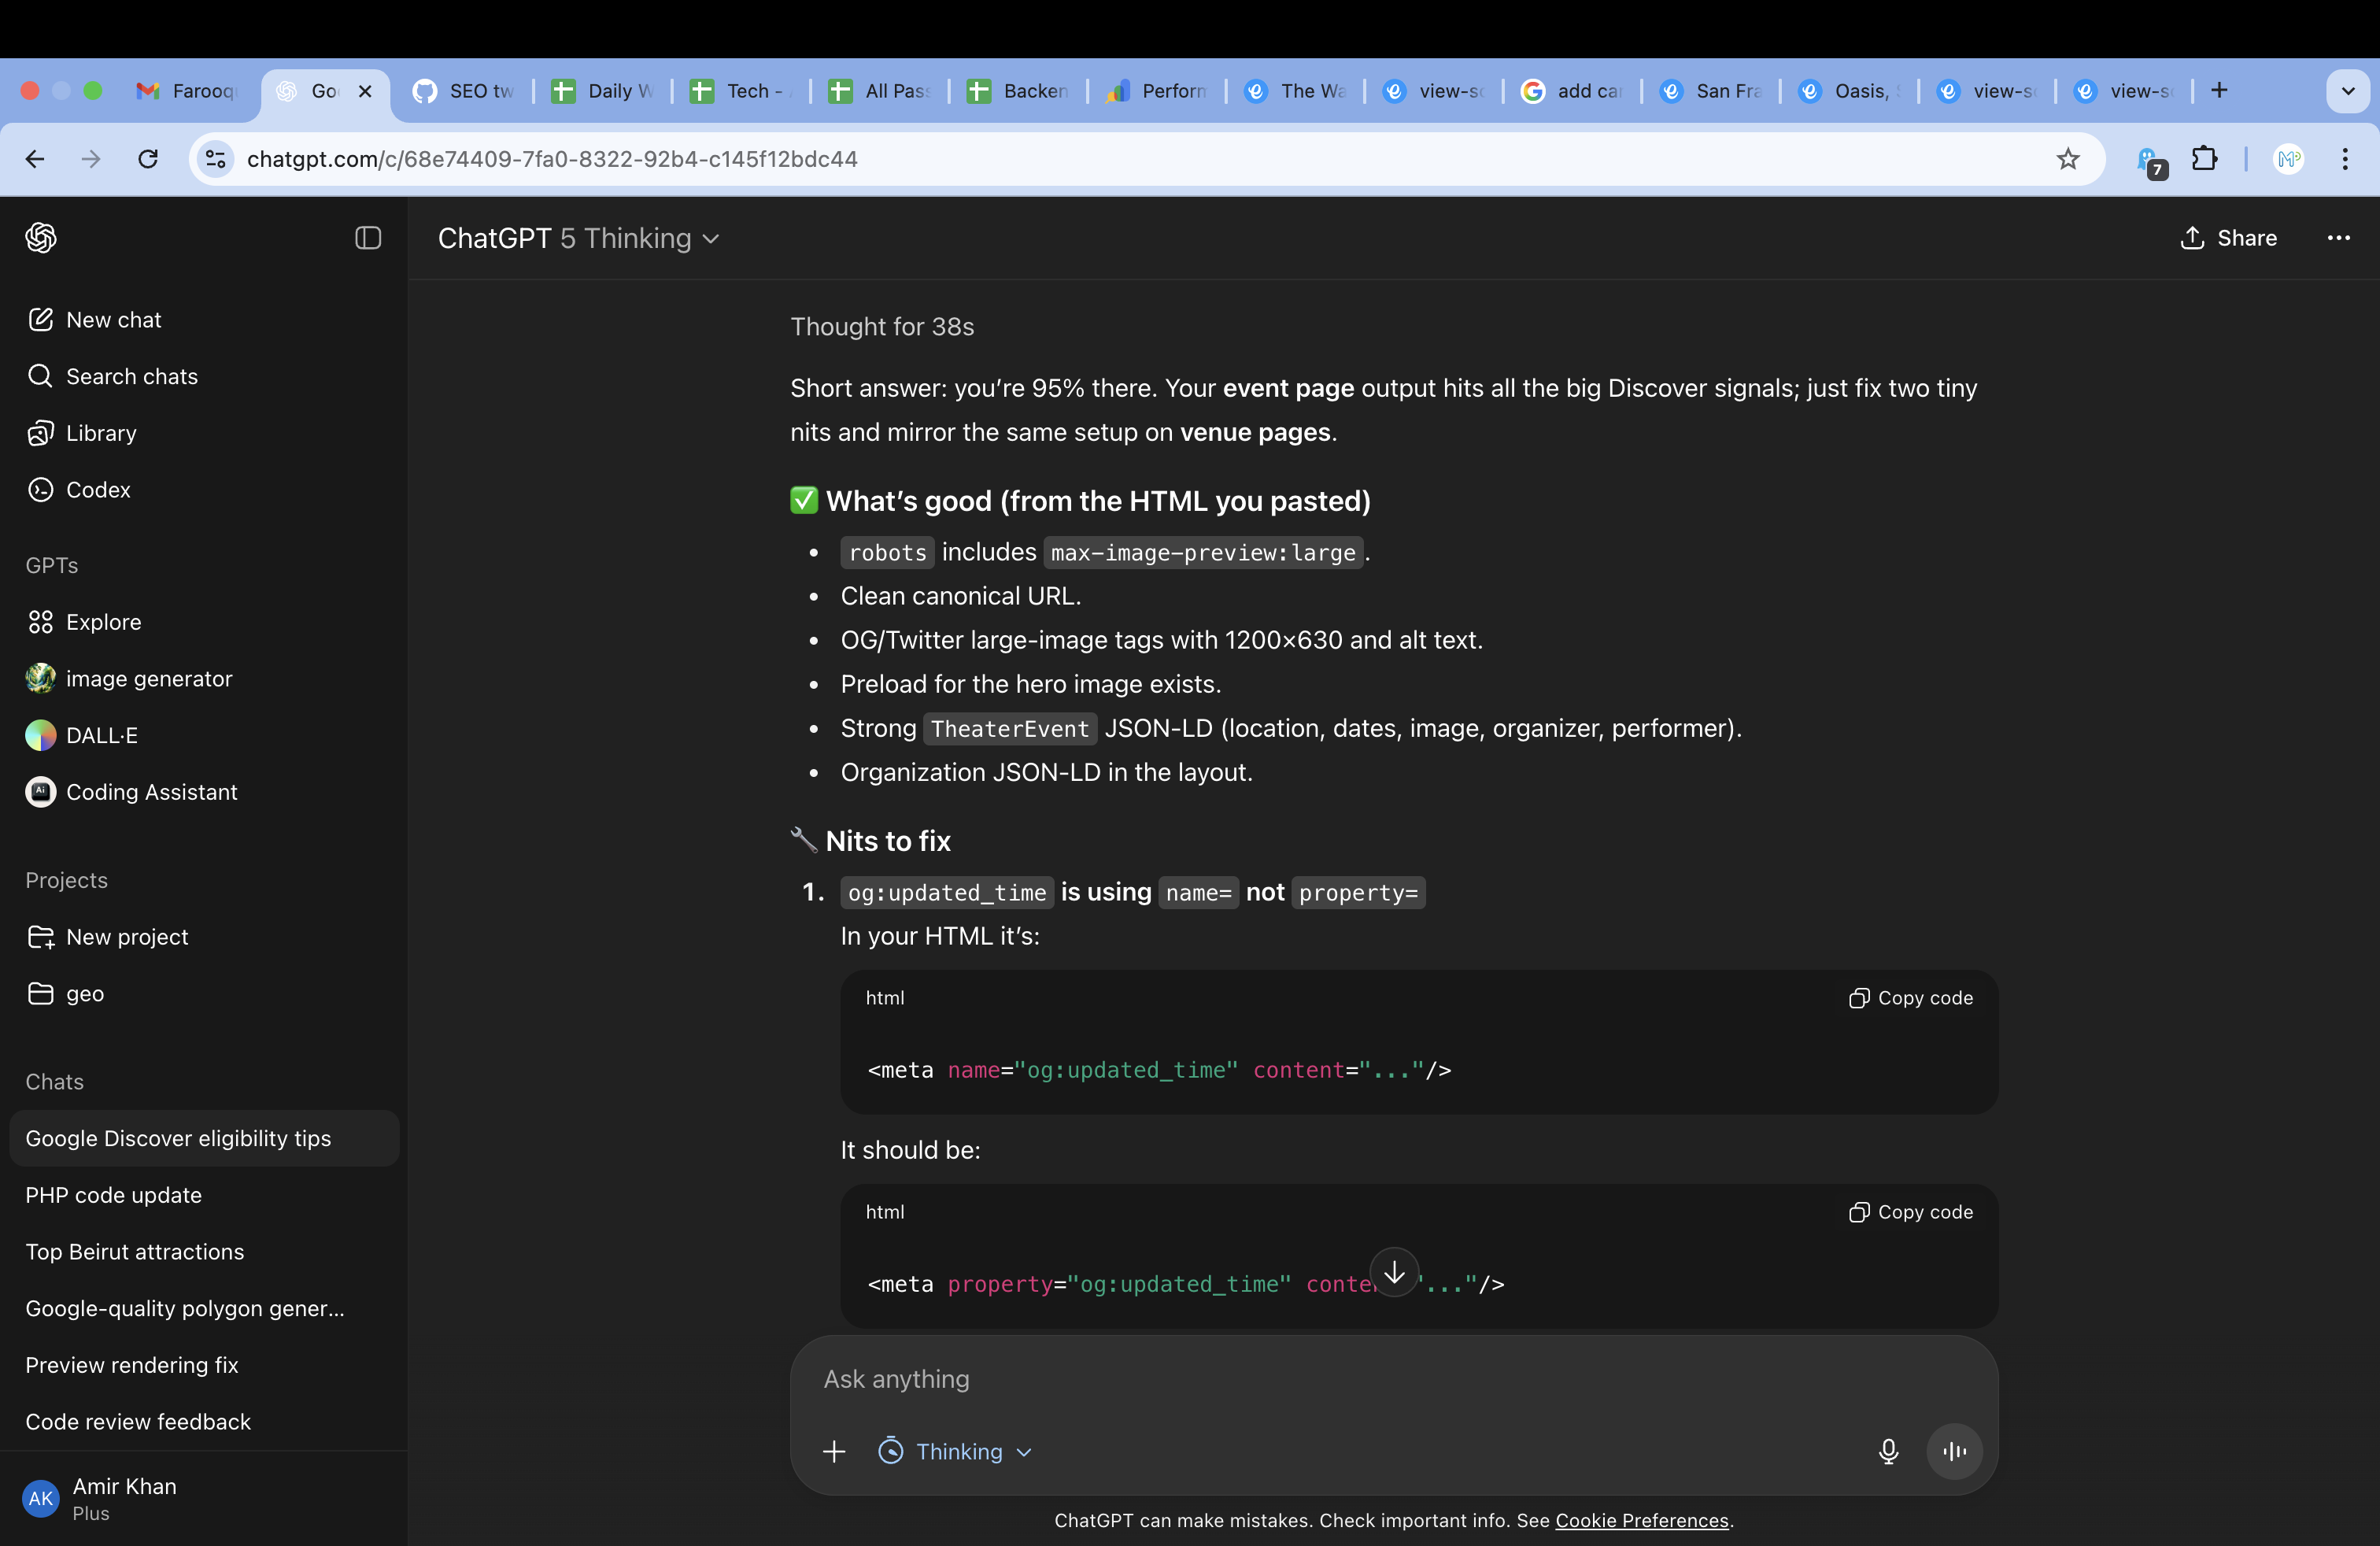 Farooq
Go
SEO tw
Daily W
Tech -
All Pass
Backen
Perform
The Wa
view-so
add car
San Fra
Oasis,
view-s
view-so
chatgpt.com/c/68e74409-7fa0-8322-92b4-c145f12bdc44
7
ChatGPT 5 Thinking
Share
New chat
Search chats
Library
Codex
GPTs
Explore
image generator
DALL·E
Coding Assistant
Projects
New project
geo
Chats
Google Discover eligibility tips
PHP code update
Top Beirut attractions
Google-quality polygon gener...
Preview rendering fix
Code review feedback
AK
Amir Khan
Plus
Thought for 38s
Short answer: you’re 95% there. Your event page output hits all the big Discover signals; just fix two tiny
nits and mirror the same setup on venue pages.
✅ What’s good (from the HTML you pasted)
• robots includes max-image-preview:large.
• Clean canonical URL.
• OG/Twitter large-image tags with 1200×630 and alt text.
• Preload for the hero image exists.
• Strong TheaterEvent JSON-LD (location, dates, image, organizer, performer).
• Organization JSON-LD in the layout.
🔧 Nits to fix
1. og:updated_time is using name= not property=
In your HTML it’s:
html
Copy code
<meta name="og:updated_time" content="..."/>
It should be:
html
Copy code
<meta property="og:updated_time" conte "..."/>
Ask anything
Thinking
ChatGPT can make mistakes. Check important info. See Cookie Preferences.